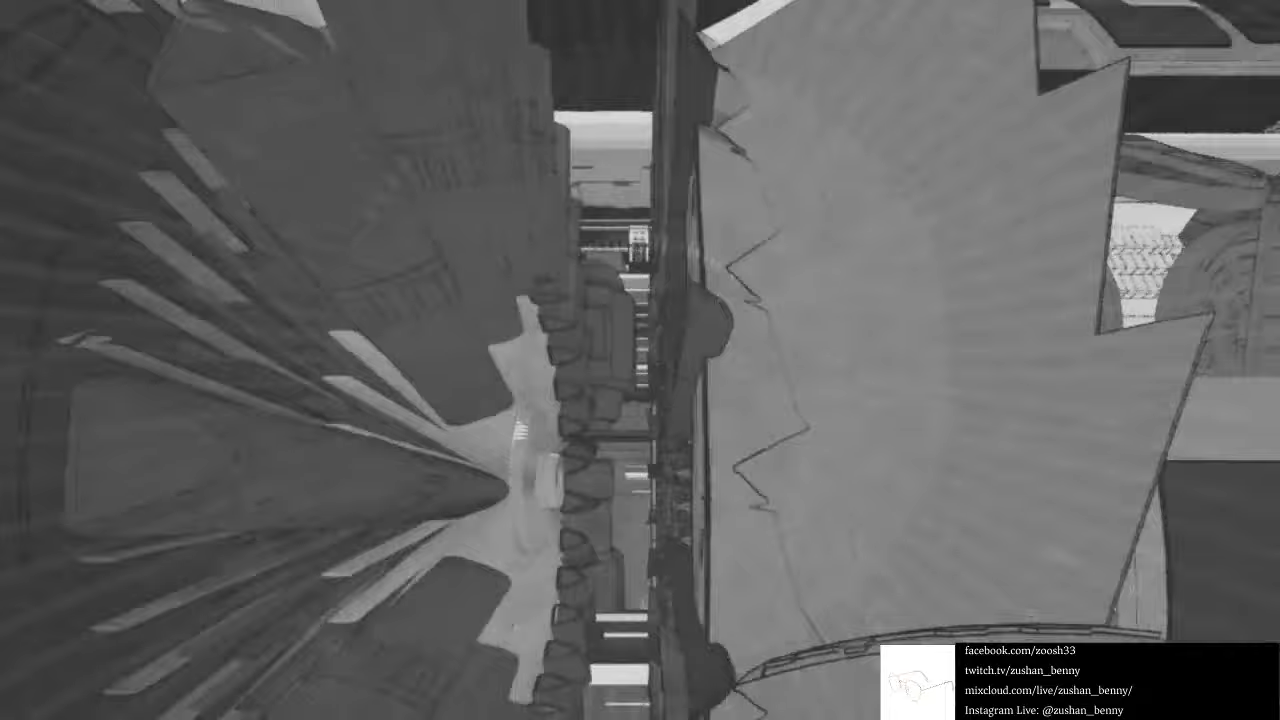 facebook.com/zoosh33
twitch.tv/zushan_benny
mixcloud.com/live/zushan_benny/
Instagram Live: @zushan_benny